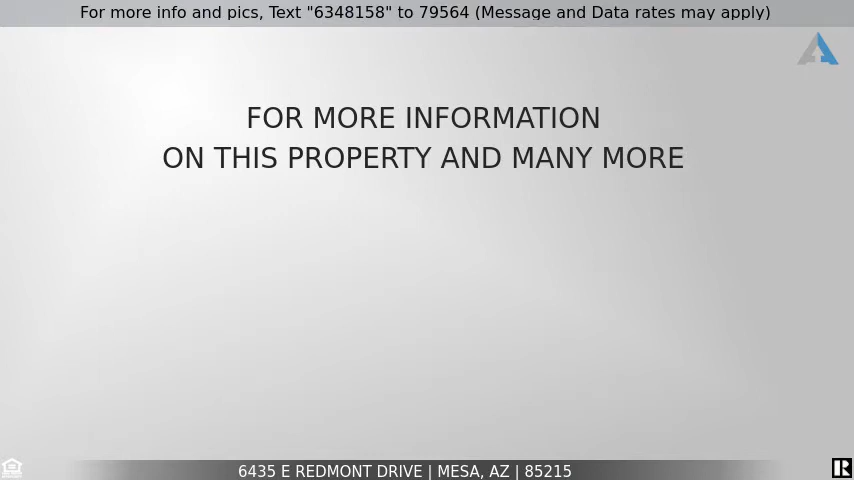 For more info and pics, Text "6348158" to 79564 (Message and Data rates may apply)
FOR MORE INFORMATION
ON THIS PROPERTY AND MANY MORE
6435 E REDMONT DRIVE | MESA, AZ | 85215